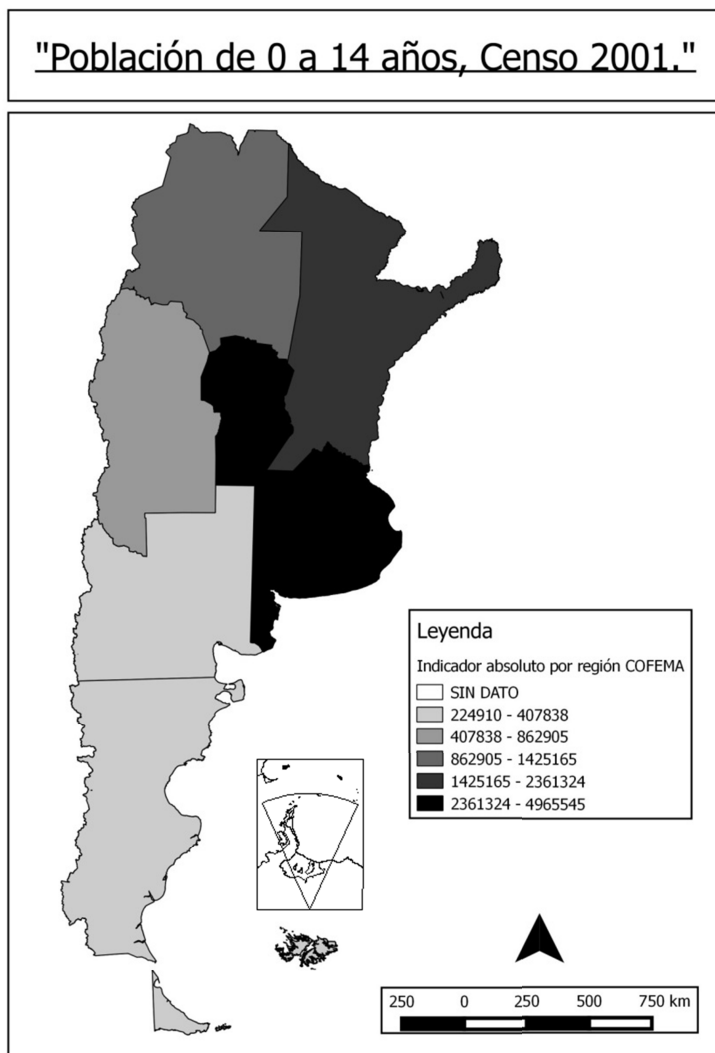 "Población de 0 a 14 años, Censo 2001."
Leyenda
Indicador absoluto por región COFEMA
SIN DATO
224910 - 407838
407838 - 862905
862905 - 1425165
1425165 - 2361324
2361324 - 4965545
250 0 250 500 750 km